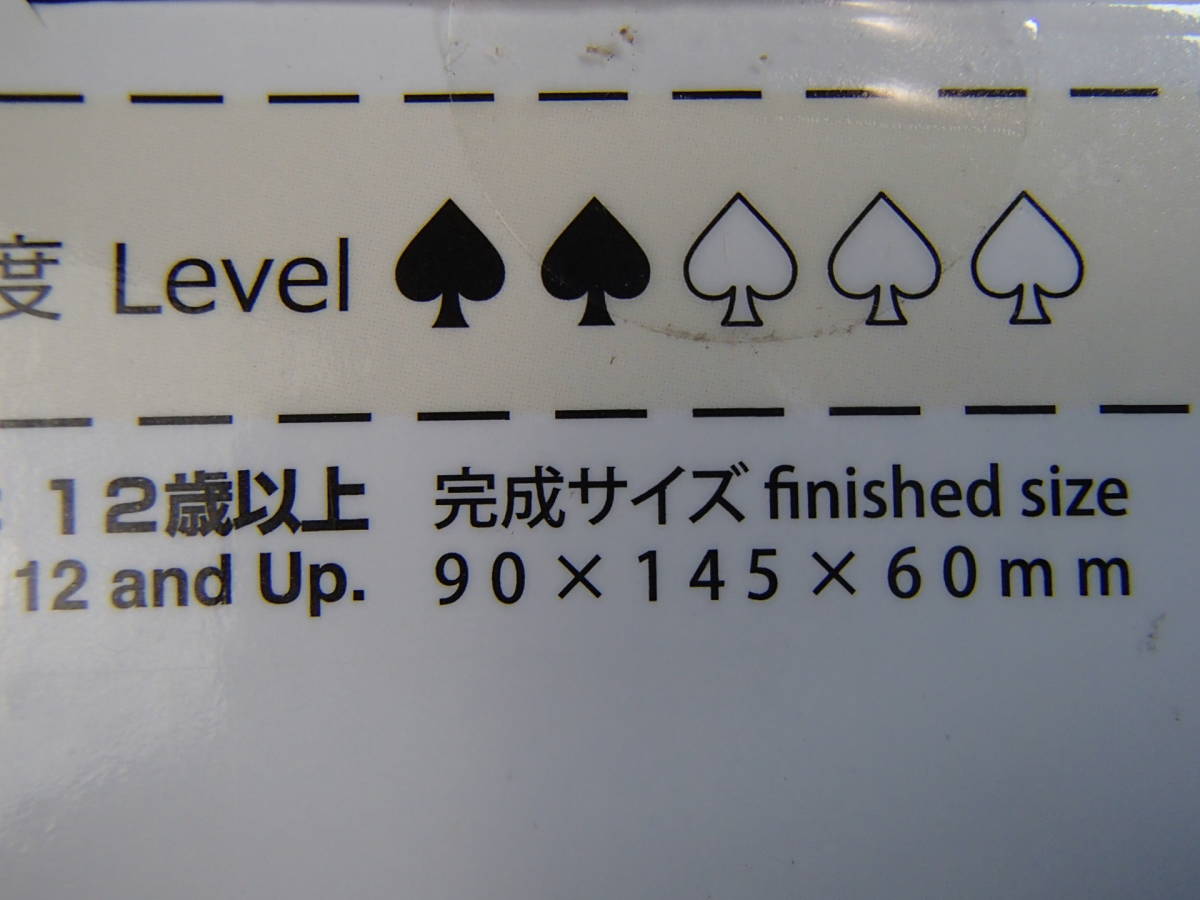 度 Level
12歳以上 完成サイズ finished size
12 and Up. 90×145×60mm